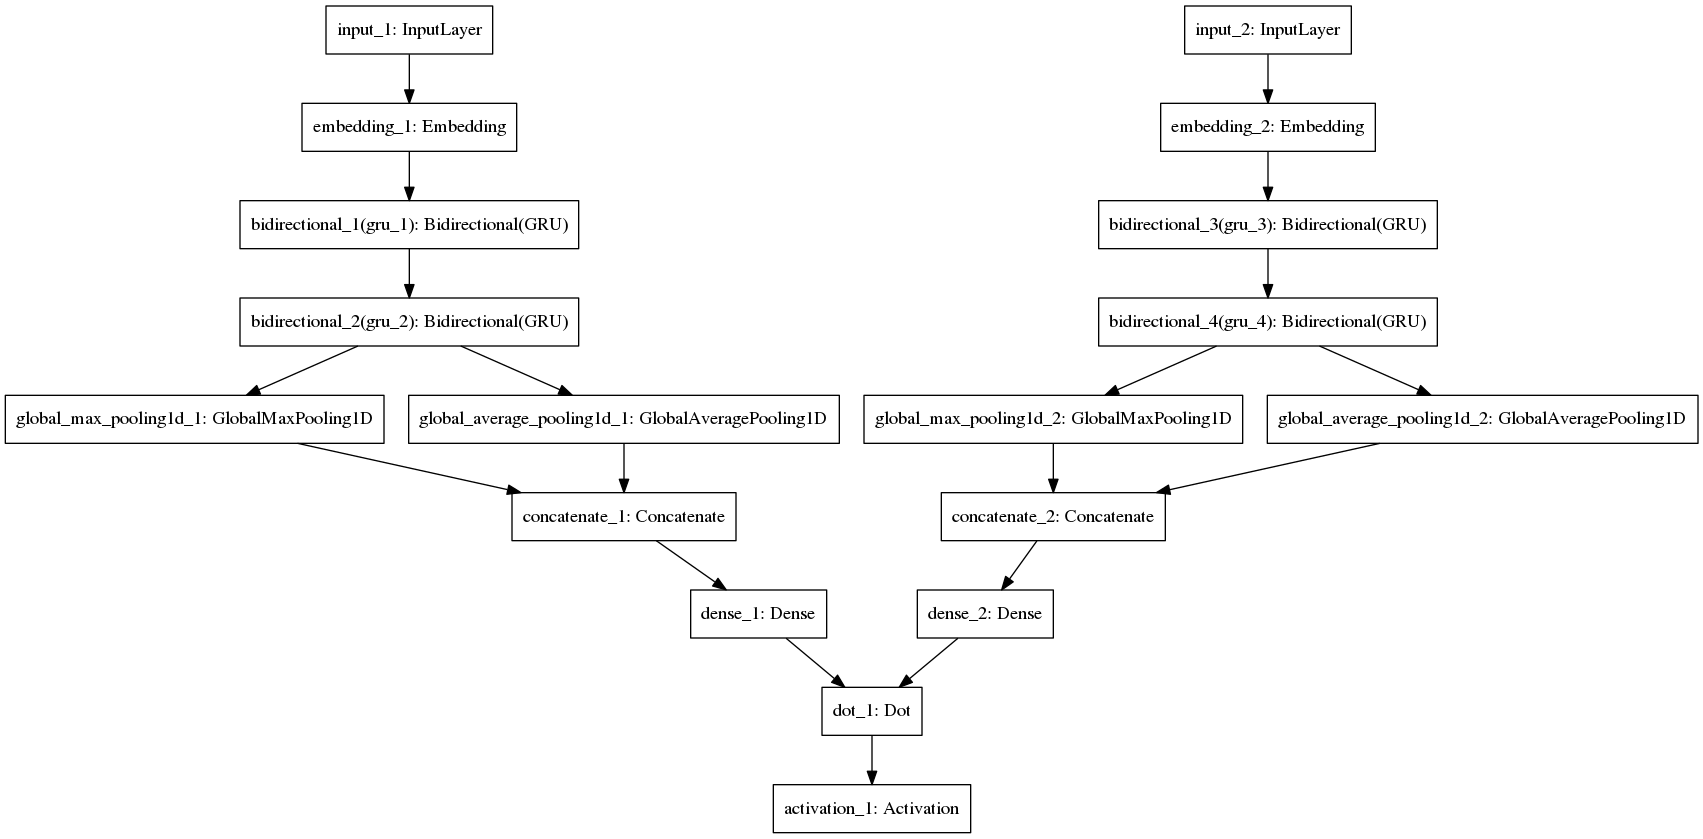 input_1: InputLayer
input_2: InputLayer
embedding_1: Embedding
embedding_2: Embedding
bidirectional_1(gru_1): Bidirectional(GRU)
bidirectional_3(gru_3): Bidirectional(GRU)
bidirectional_2(gru_2): Bidirectional(GRU)
bidirectional_4(gru_4): Bidirectional(GRU)
global_max_pooling1d_1: GlobalMaxPooling1D
global_average_pooling1d_1: GlobalAveragePooling1D
global_max_pooling1d_2: GlobalMaxPooling1D
global_average_pooling1d_2: GlobalAveragePooling1D
concatenate_1: Concatenate
concatenate_2: Concatenate
dense_1: Dense
dense_2: Dense
dot_1: Dot
activation_1: Activation